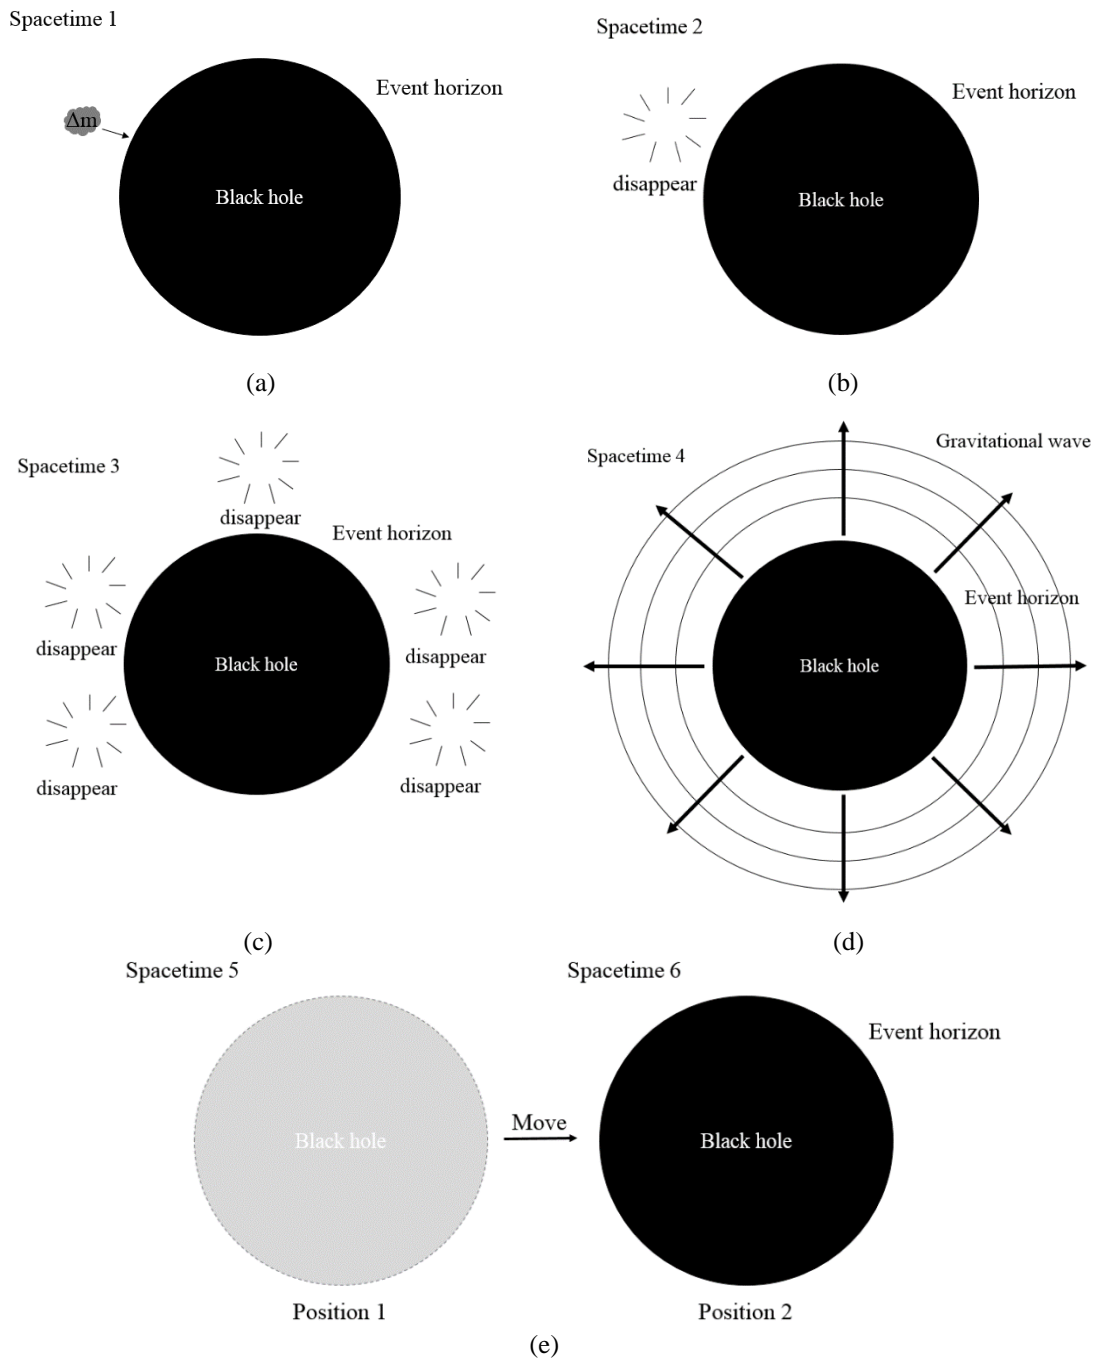 Spacetime 1
Event horizon
Δm
Black hole
(a)
Spacetime 2
Event horizon
disappear
Black hole
(b)
Spacetime 3
disappear
Event horizon
disappear
disappear
Black hole
disappear
disappear
(c)
Gravitational wave
Spacetime 4
Event horizon
Black hole
(d)
Spacetime 5
Spacetime 6
Event horizon
Black hole
Move
Black hole
Position 1
Position 2
(e)